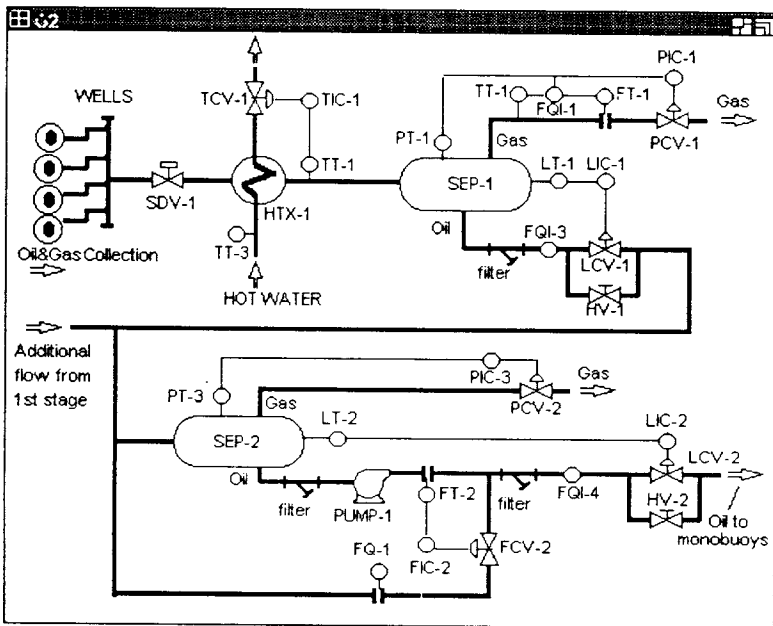 G2
WELLS
TCV-1
TIC-1
TT-1
SDV-1
HTX-1
TT-3
HOT WATER
Oil&Gas Collection
PIC-1
TT-1
FQI-1
FT-1
Gas
PT-1
Gas
PCV-1
SEP-1
LT-1
LIC-1
Oil
FQI-3
filter
LCV-1
HV-1
Additional
flow from
1st stage
PIC-3
Gas
PT-3
Gas
PCV-2
SEP-2
LT-2
LIC-2
Oil
LCV-2
filter
PUMP-1
FT-2
filter
FQI-4
HV-2
Oil to
monobuoys
FQ-1
FIC-2
FCV-2